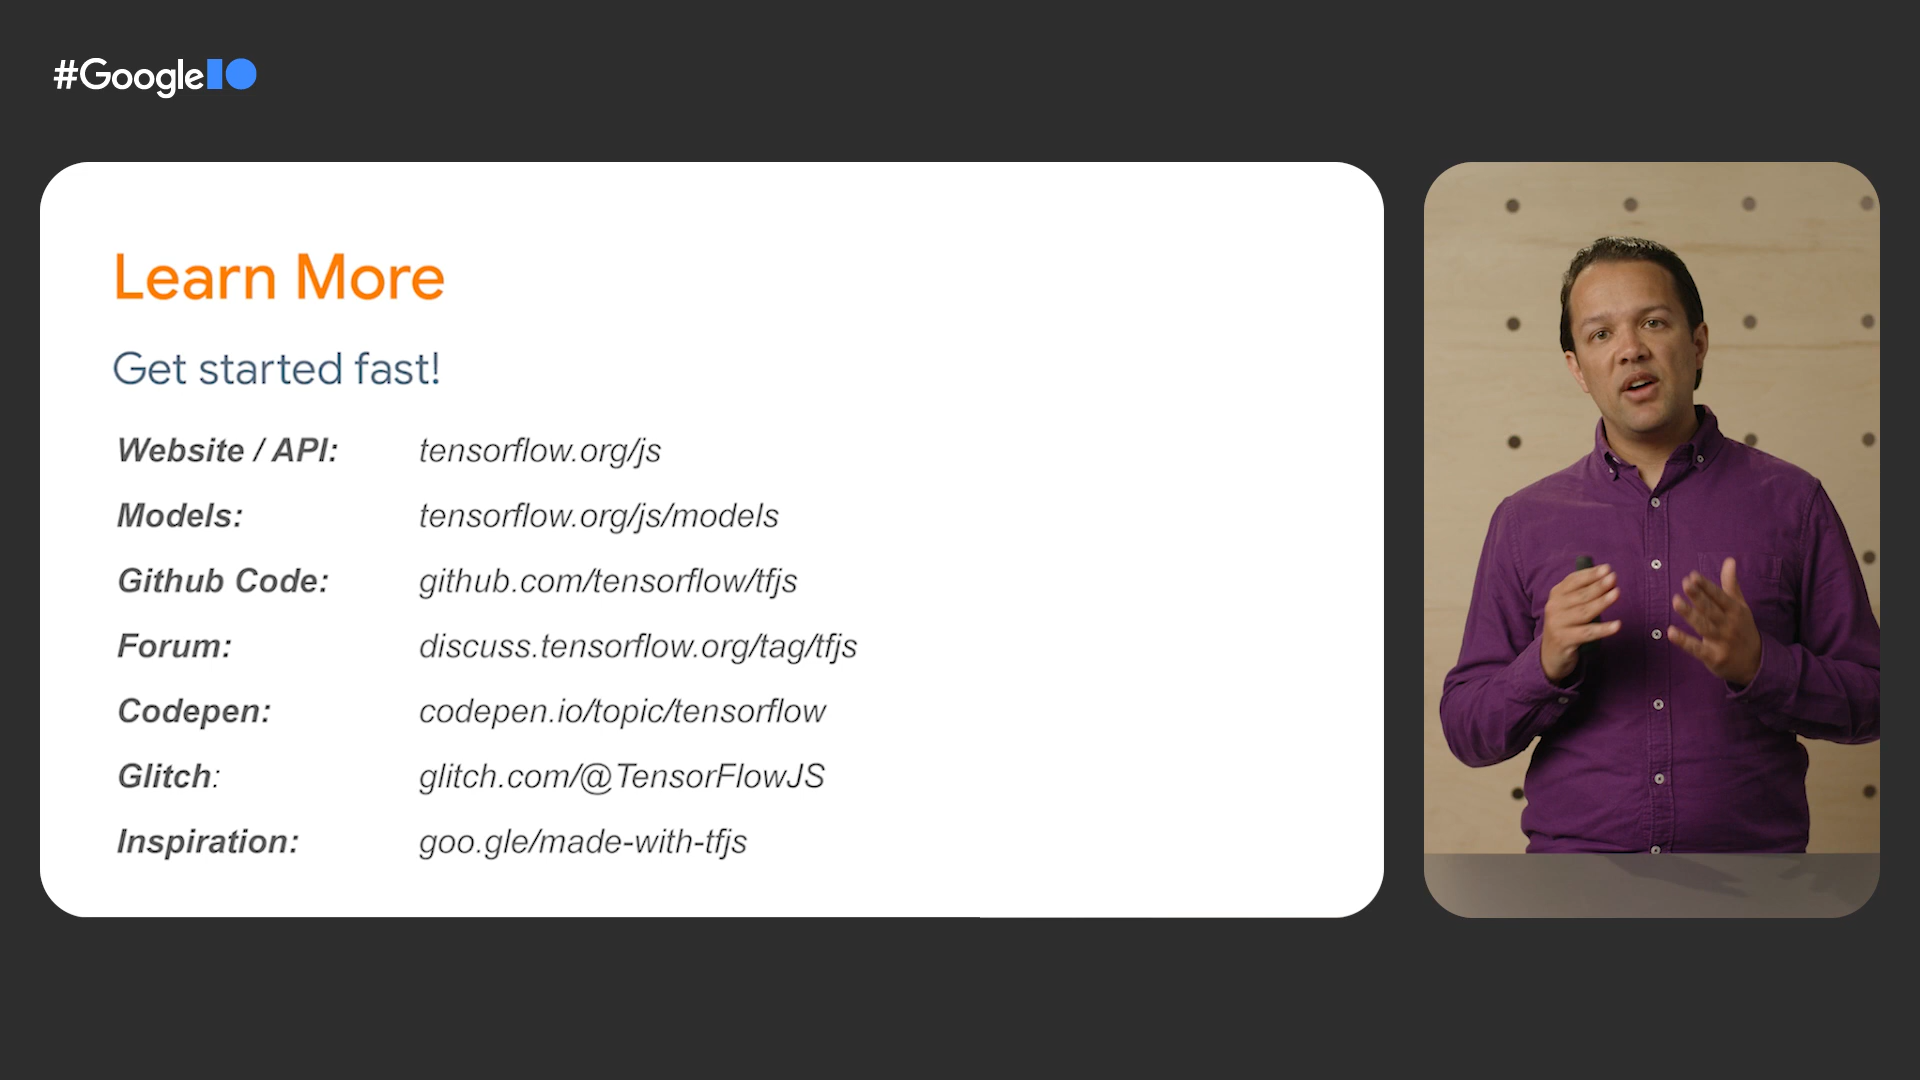 #GoogleIO
Learn More
Get started fast!
Website / API: tensorflow.org/js
Models: tensorflow.org/js/models
Github Code: github.com/tensorflow/tfjs
Forum: discuss.tensorflow.org/tag/tfjs
Codepen: codepen.io/topic/tensorflow
Glitch: glitch.com/@TensorFlowJS
Inspiration: goo.gle/made-with-tfjs